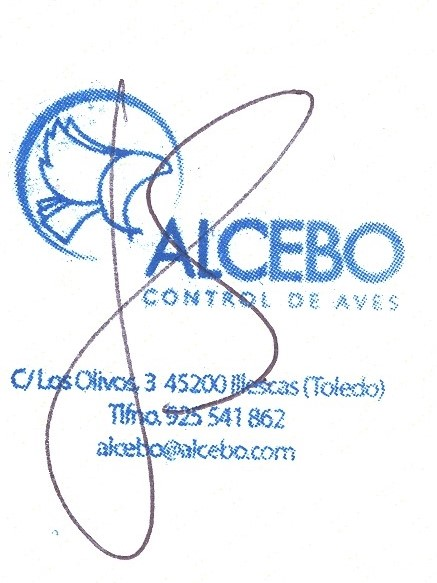 ALCEBO
CONTROL DE AVES
C/ Los Olivos, 3 45200 Illescas (Toledo)
Tlfno. 925 541 862
alcebo@alcebo.com